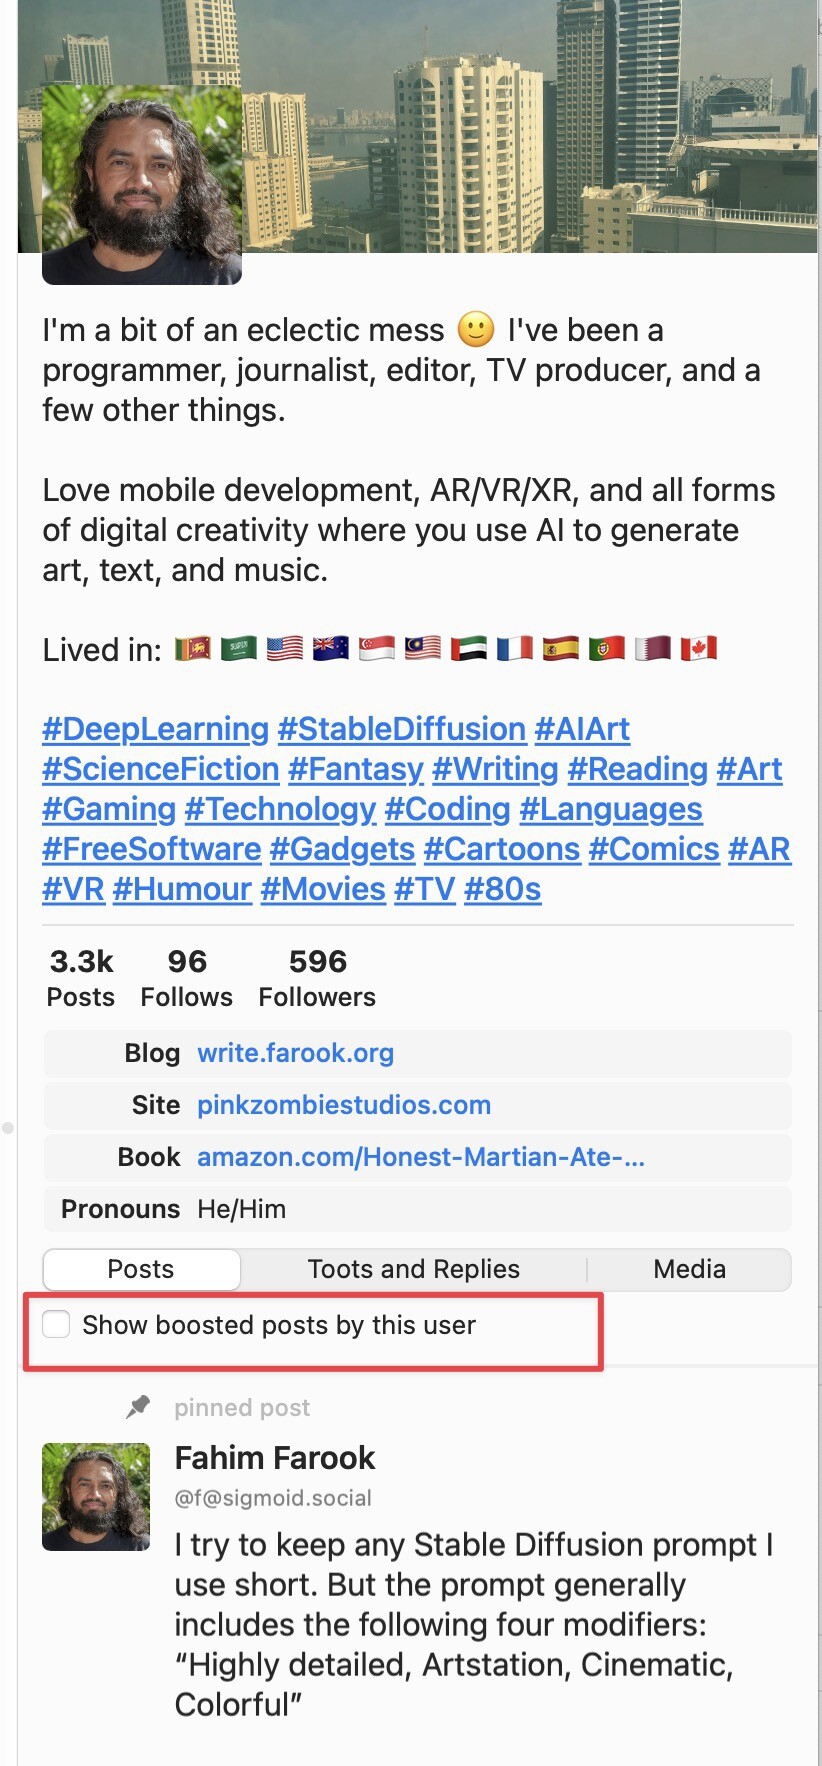 I'm a bit of an eclectic mess 🙂 I've been a
programmer, journalist, editor, TV producer, and a
few other things.
Love mobile development, AR/VR/XR, and all forms
of digital creativity where you use AI to generate
art, text, and music.
Lived in: 🇱🇰 🇸🇦 🇺🇸 🇳🇿 🇸🇬 🇲🇾 🇦🇪 🇫🇷 🇪🇸 🇵🇹 🇶🇦 🇨🇦
#DeepLearning #StableDiffusion #AIArt
#ScienceFiction #Fantasy #Writing #Reading #Art
#Gaming #Technology #Coding #Languages
#FreeSoftware #Gadgets #Cartoons #Comics #AR
#VR #Humour #Movies #TV #80s
3.3k 96 596
Posts Follows Followers
Blog write.farook.org
Site pinkzombiestudios.com
Book amazon.com/Honest-Martian-Ate-...
Pronouns He/Him
Posts Toots and Replies Media
Show boosted posts by this user
pinned post
Fahim Farook
@f@sigmoid.social
I try to keep any Stable Diffusion prompt I
use short. But the prompt generally
includes the following four modifiers:
“Highly detailed, Artstation, Cinematic,
Colorful”